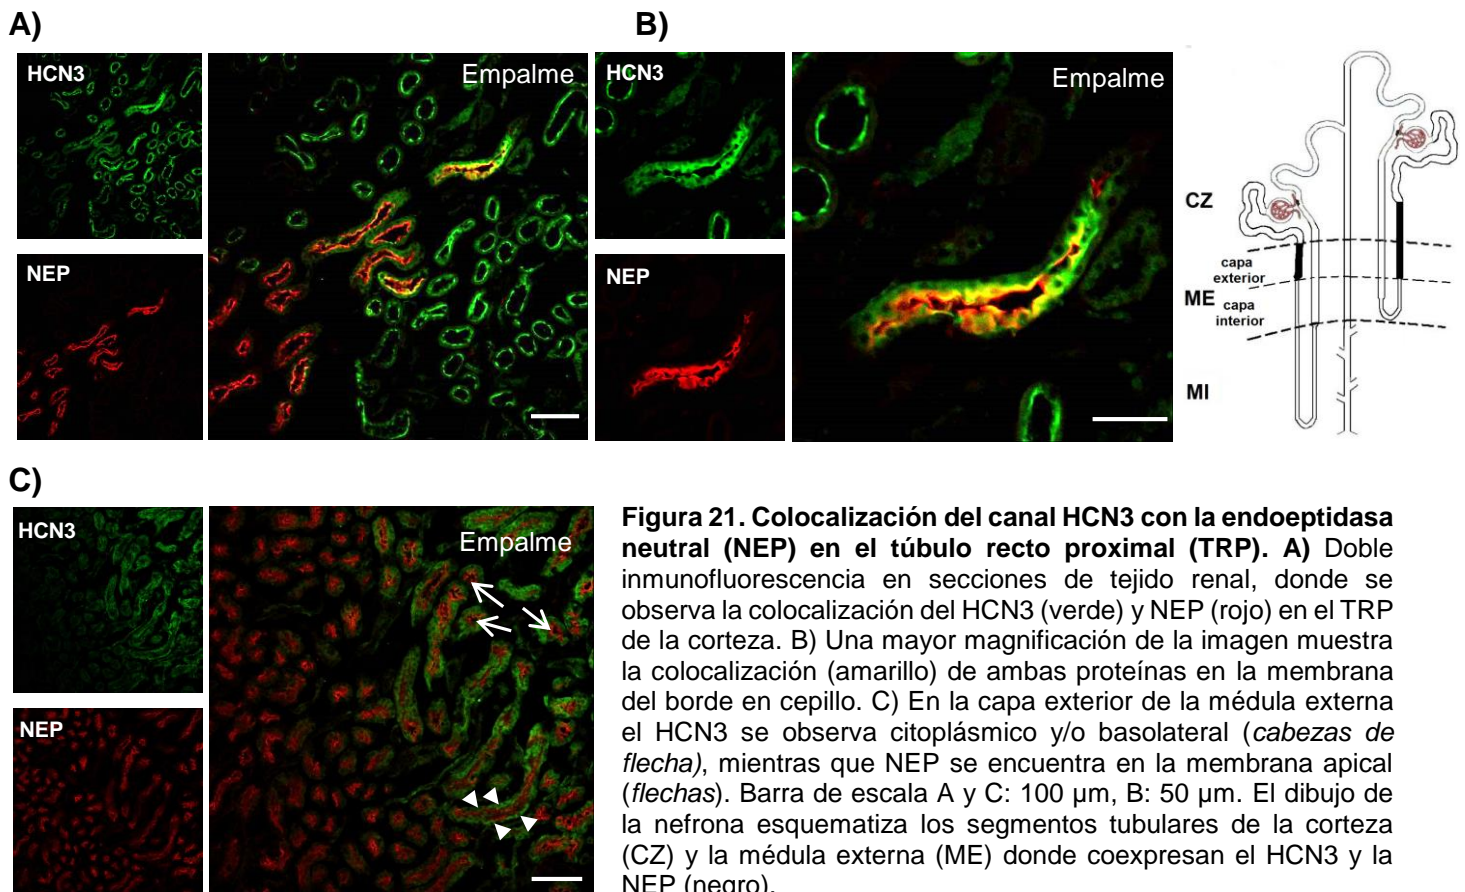 A)
HCN3
Empalme
NEP
B)
HCN3
Empalme
NEP
CZ
capa
exterior
ME
capa
interior
MI
C)
HCN3
Empalme
NEP
Figura 21. Colocalización del canal HCN3 con la endoeptidasa
neutral (NEP) en el túbulo recto proximal (TRP). A) Doble
inmunofluorescencia en secciones de tejido renal, donde se
observa la colocalización del HCN3 (verde) y NEP (rojo) en el TRP
de la corteza. B) Una mayor magnificación de la imagen muestra
la colocalización (amarillo) de ambas proteínas en la membrana
del borde en cepillo. C) En la capa exterior de la médula externa
el HCN3 se observa citoplásmico y/o basolateral (cabezas de
flecha), mientras que NEP se encuentra en la membrana apical
(flechas). Barra de escala A y C: 100 µm, B: 50 µm. El dibujo de
la nefrona esquematiza los segmentos tubulares de la corteza
(CZ) y la médula externa (ME) donde coexpresan el HCN3 y la
NEP (negro).